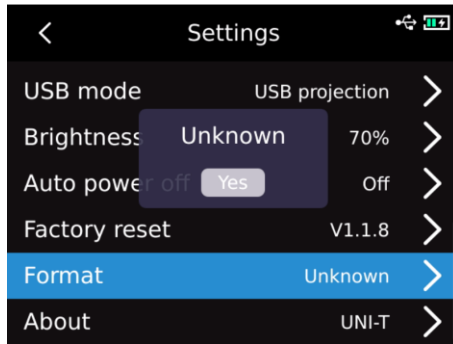 Settings
USB mode USB projection
Brightness 70%
Unknown
Auto power off Off
Yes
Factory reset V1.1.8
Format Unknown
About UNI-T